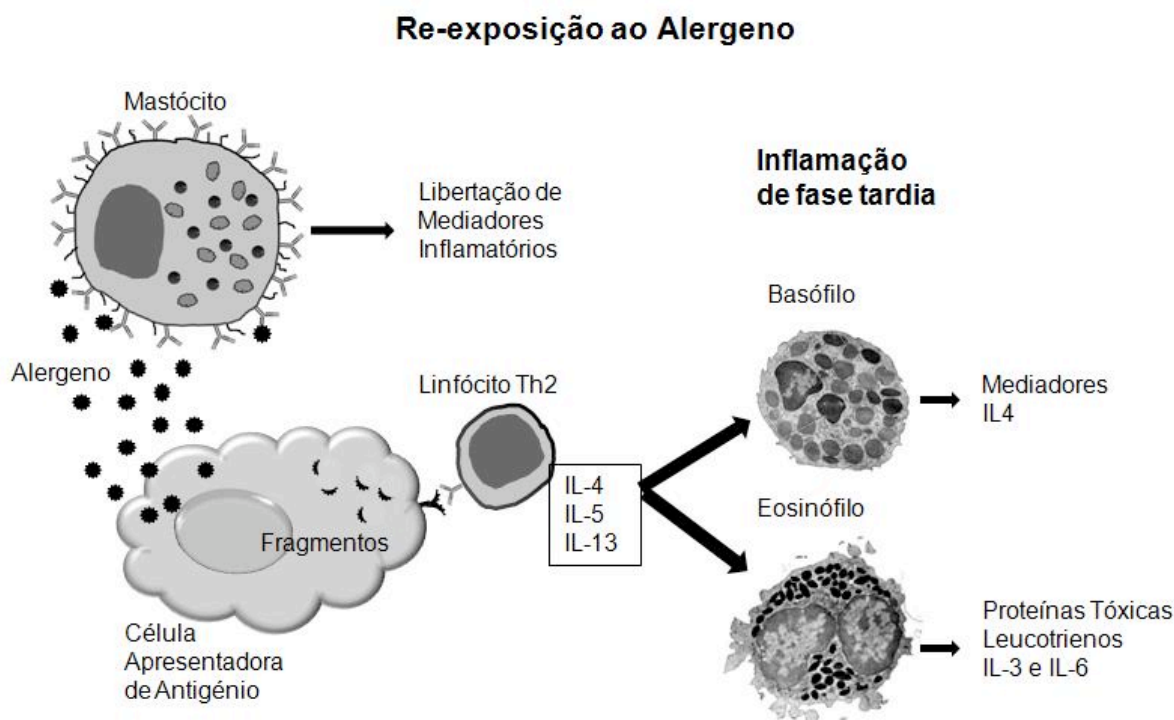 Re-exposição ao Alergeno
Mastócito
Libertação de
Mediadores
Inflamatórios
Inflamação
de fase tardia
Alergeno
Linfócito Th2
Basófilo
Mediadores
IL4
IL-4
IL-5
IL-13
Fragmentos
Eosinófilo
Proteínas Tóxicas
Leucotrienos
IL-3 e IL-6
Célula
Apresentadora
de Antigénio